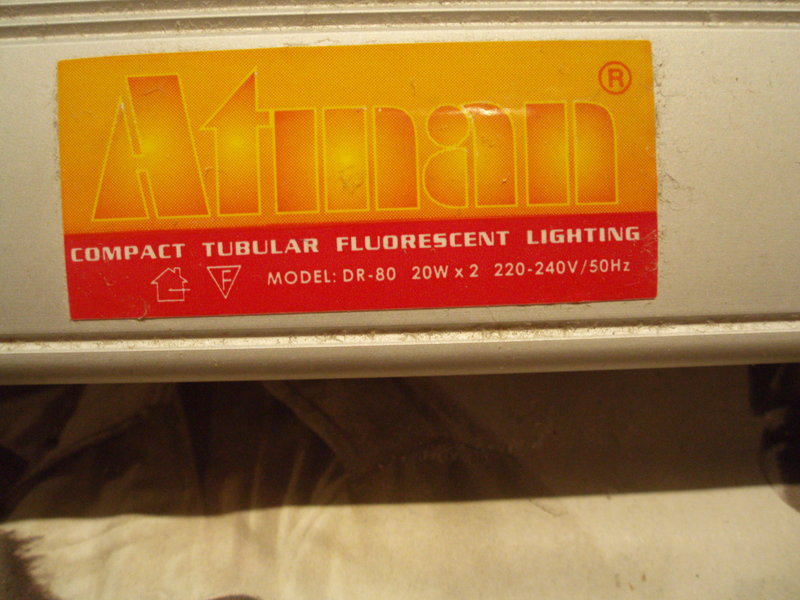 Atman ®
COMPACT TUBULAR FLUORESCENT LIGHTING
F MODEL: DR-80 20W x 2 220-240V/50Hz